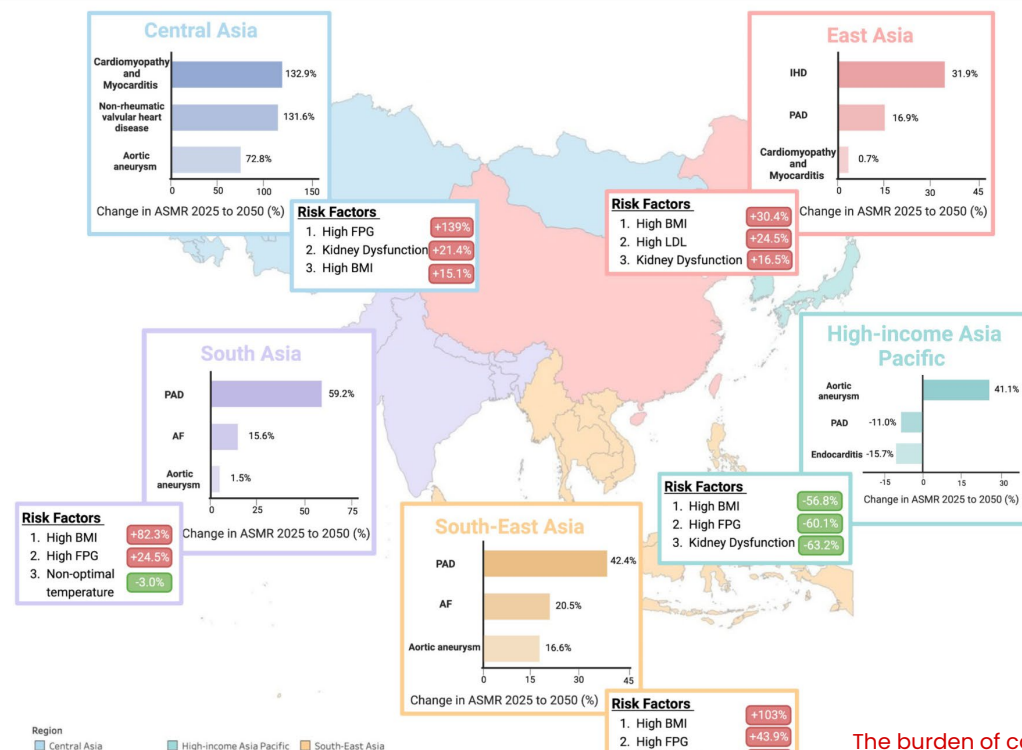 Central Asia
Cardiomyopathy
and
Myocarditis
132.9%
Non-rheumatic
valvular heart
disease
131.6%
Aortic
aneurysm
72.8%
0 50 100 150
Change in ASMR 2025 to 2050 (%)
Risk Factors
1. High FPG +139%
2. Kidney Dysfunction +21.4%
3. High BMI +15.1%
East Asia
IHD 31.9%
PAD 16.9%
Cardiomyopathy
and
Myocarditis
0.7%
0 15 30 45
Change in ASMR 2025 to 2050 (%)
Risk Factors
1. High BMI +30.4%
2. High LDL +24.5%
3. Kidney Dysfunction +16.5%
South Asia
PAD 59.2%
AF 15.6%
Aortic
aneurysm
1.5%
0 25 50 75
Change in ASMR 2025 to 2050 (%)
Risk Factors
1. High BMI +82.3%
2. High FPG +24.5%
3. Non-optimal
temperature
-3.0%
High-income Asia
Pacific
Aortic
aneurysm
41.1%
PAD -11.0%
Endocarditis -15.7%
-15 0 15 30
Change in ASMR 2025 to 2050 (%)
Risk Factors
1. High BMI -56.8%
2. High FPG -60.1%
3. Kidney Dysfunction -63.2%
South-East Asia
PAD 42.4%
AF 20.5%
Aortic aneurysm 16.6%
0 15 30 45
Change in ASMR 2025 to 2050 (%)
Risk Factors
1. High BMI +103%
2. High FPG +43.9%
Region
Central Asia High-income Asia Pacific South-East Asia
The burden of